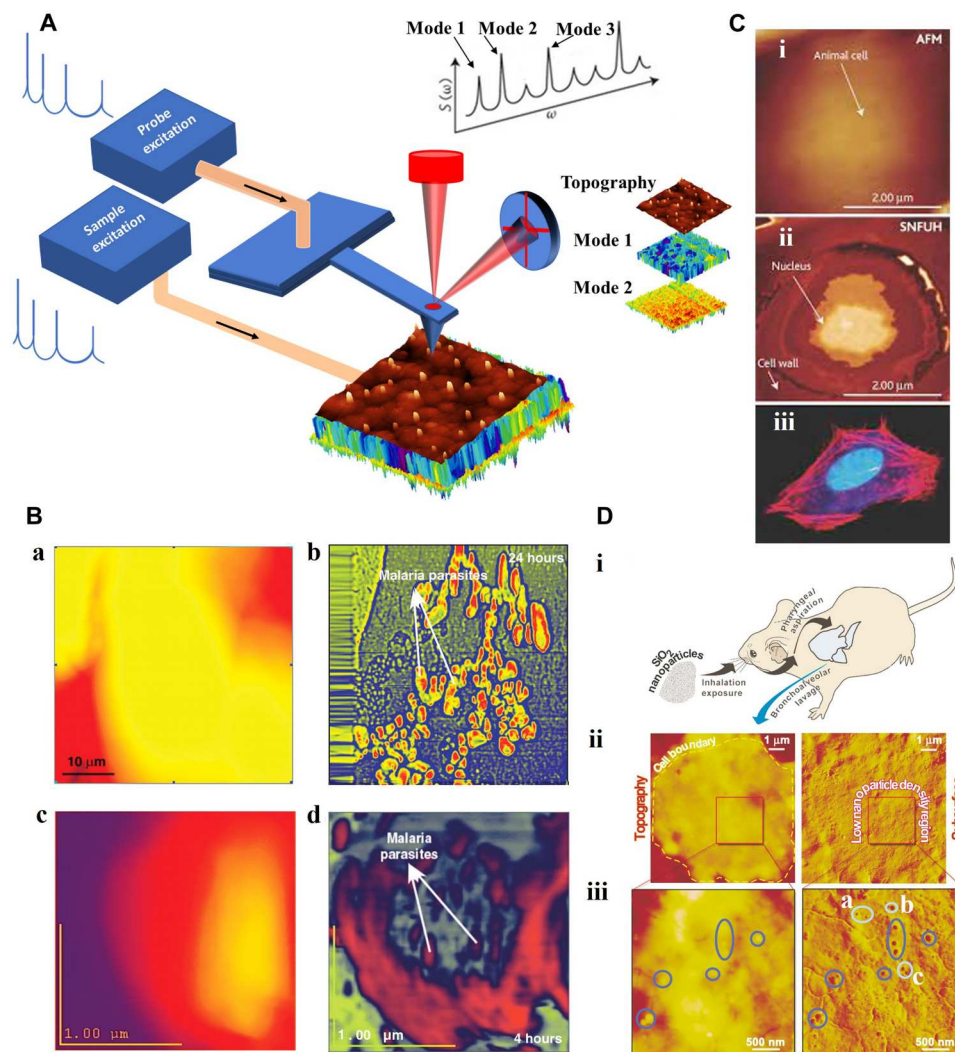 A
Probe
excitation
Sample
excitation
Mode 1
Mode 2
Mode 3
S(ω)
ω
Topography
Mode 1
Mode 2
C
i
AFM
Animal cell
2.00 μm
ii
SNFUH
Nucleus
Cell wall
2.00 μm
iii
B
a
10 μm
b
24 hours
Malaria parasites
c
1.00 μm
d
Malaria
parasites
1.00 μm
4 hours
D
i
SiO2
nanoparticles
Inhalation
exposure
Pharyngeal
aspiration
Bronchoalveolar
lavage
ii
Topography
Cell boundary
1 μm
1 μm
Low nanoparticle density
region
iii
a
b
c
500 nm
500 nm